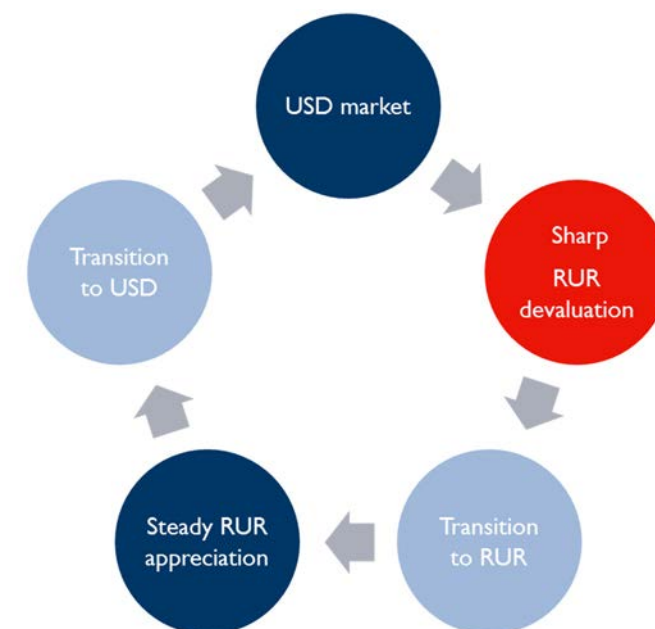 USD market
Sharp
RUR
devaluation
Transition
to RUR
Steady RUR
appreciation
Transition
to USD